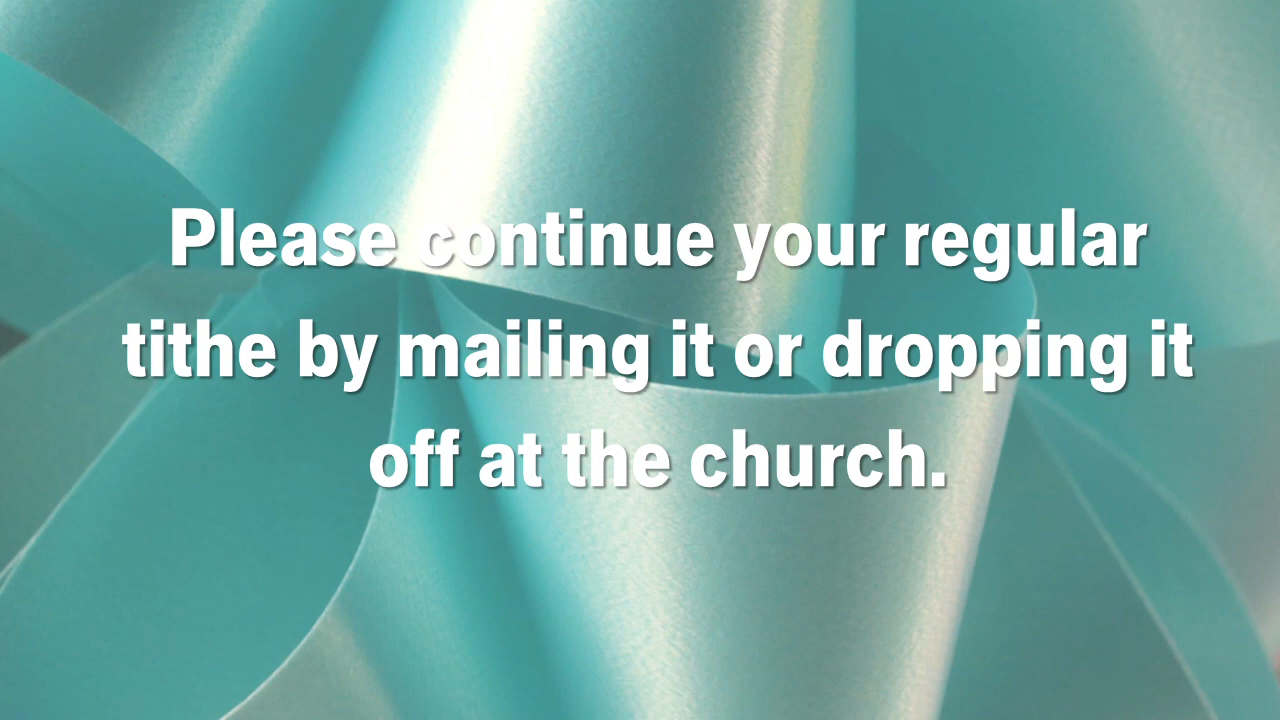 Please continue your regular
tithe by mailing it or dropping it
off at the church.